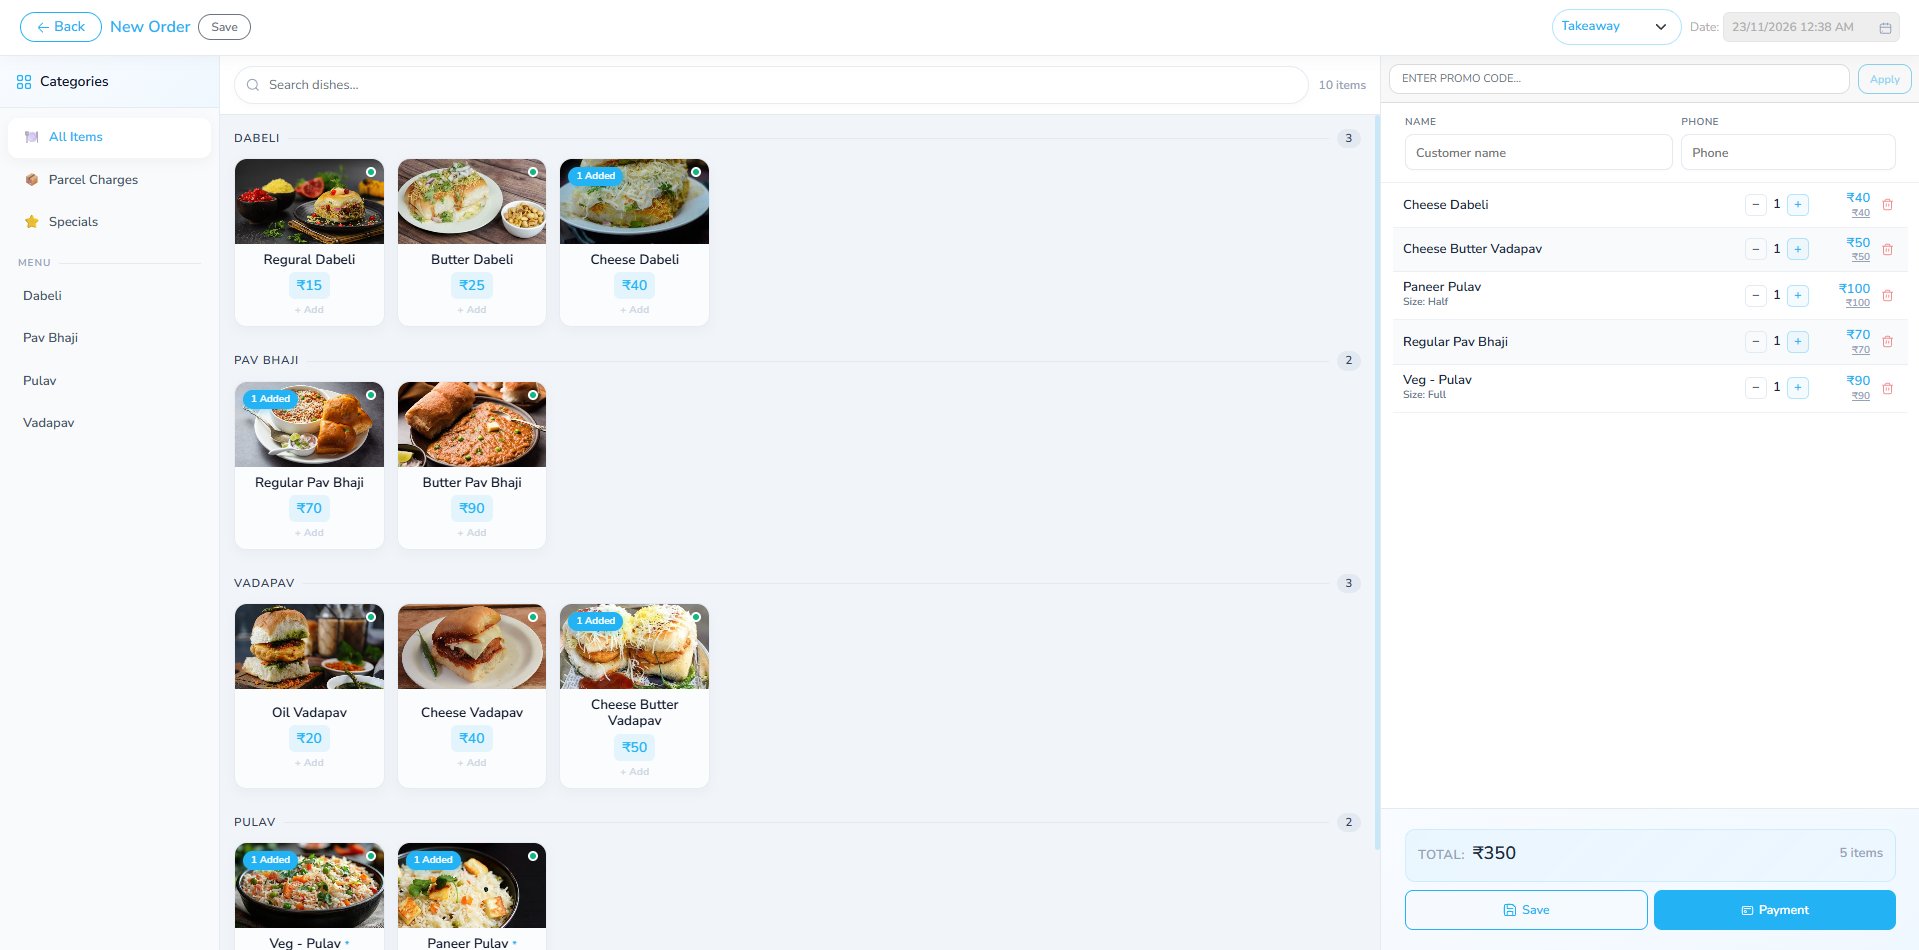 Back
New Order
Save
Takeaway
Date:
23/11/2026 12:38 AM
Categories
All Items
Parcel Charges
Specials
MENU
Dabeli
Pav Bhaji
Pulav
Vadapav
Search dishes...
10 items
DABELI
3
Regural Dabeli
₹15
+ Add
Butter Dabeli
₹25
+ Add
1 Added
Cheese Dabeli
₹40
+ Add
PAV BHAJI
2
1 Added
Regular Pav Bhaji
₹70
+ Add
Butter Pav Bhaji
₹90
+ Add
VADAPAV
3
Oil Vadapav
₹20
+ Add
Cheese Vadapav
₹40
+ Add
1 Added
Cheese Butter
Vadapav
₹50
+ Add
PULAV
2
1 Added
Veg - Pulav *
1 Added
Paneer Pulav *
ENTER PROMO CODE...
Apply
NAME
PHONE
Customer name
Phone
Cheese Dabeli
− 1 +
₹40
₹40
Cheese Butter Vadapav
− 1 +
₹50
₹50
Paneer Pulav
Size: Half
− 1 +
₹100
₹100
Regular Pav Bhaji
− 1 +
₹70
₹70
Veg - Pulav
Size: Full
− 1 +
₹90
₹90
TOTAL: ₹350
5 items
Save
Payment